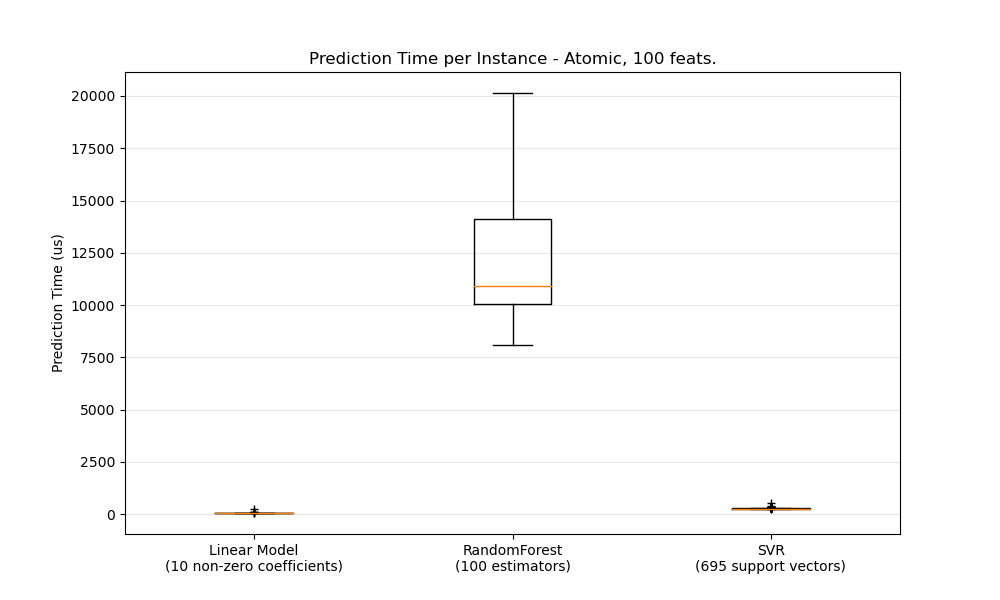 Prediction Time per Instance - Atomic, 100 feats.
Prediction Time (us)
20000
17500
15000
12500
10000
7500
5000
2500
0
Linear Model
(10 non-zero coefficients)
RandomForest
(100 estimators)
SVR
(695 support vectors)